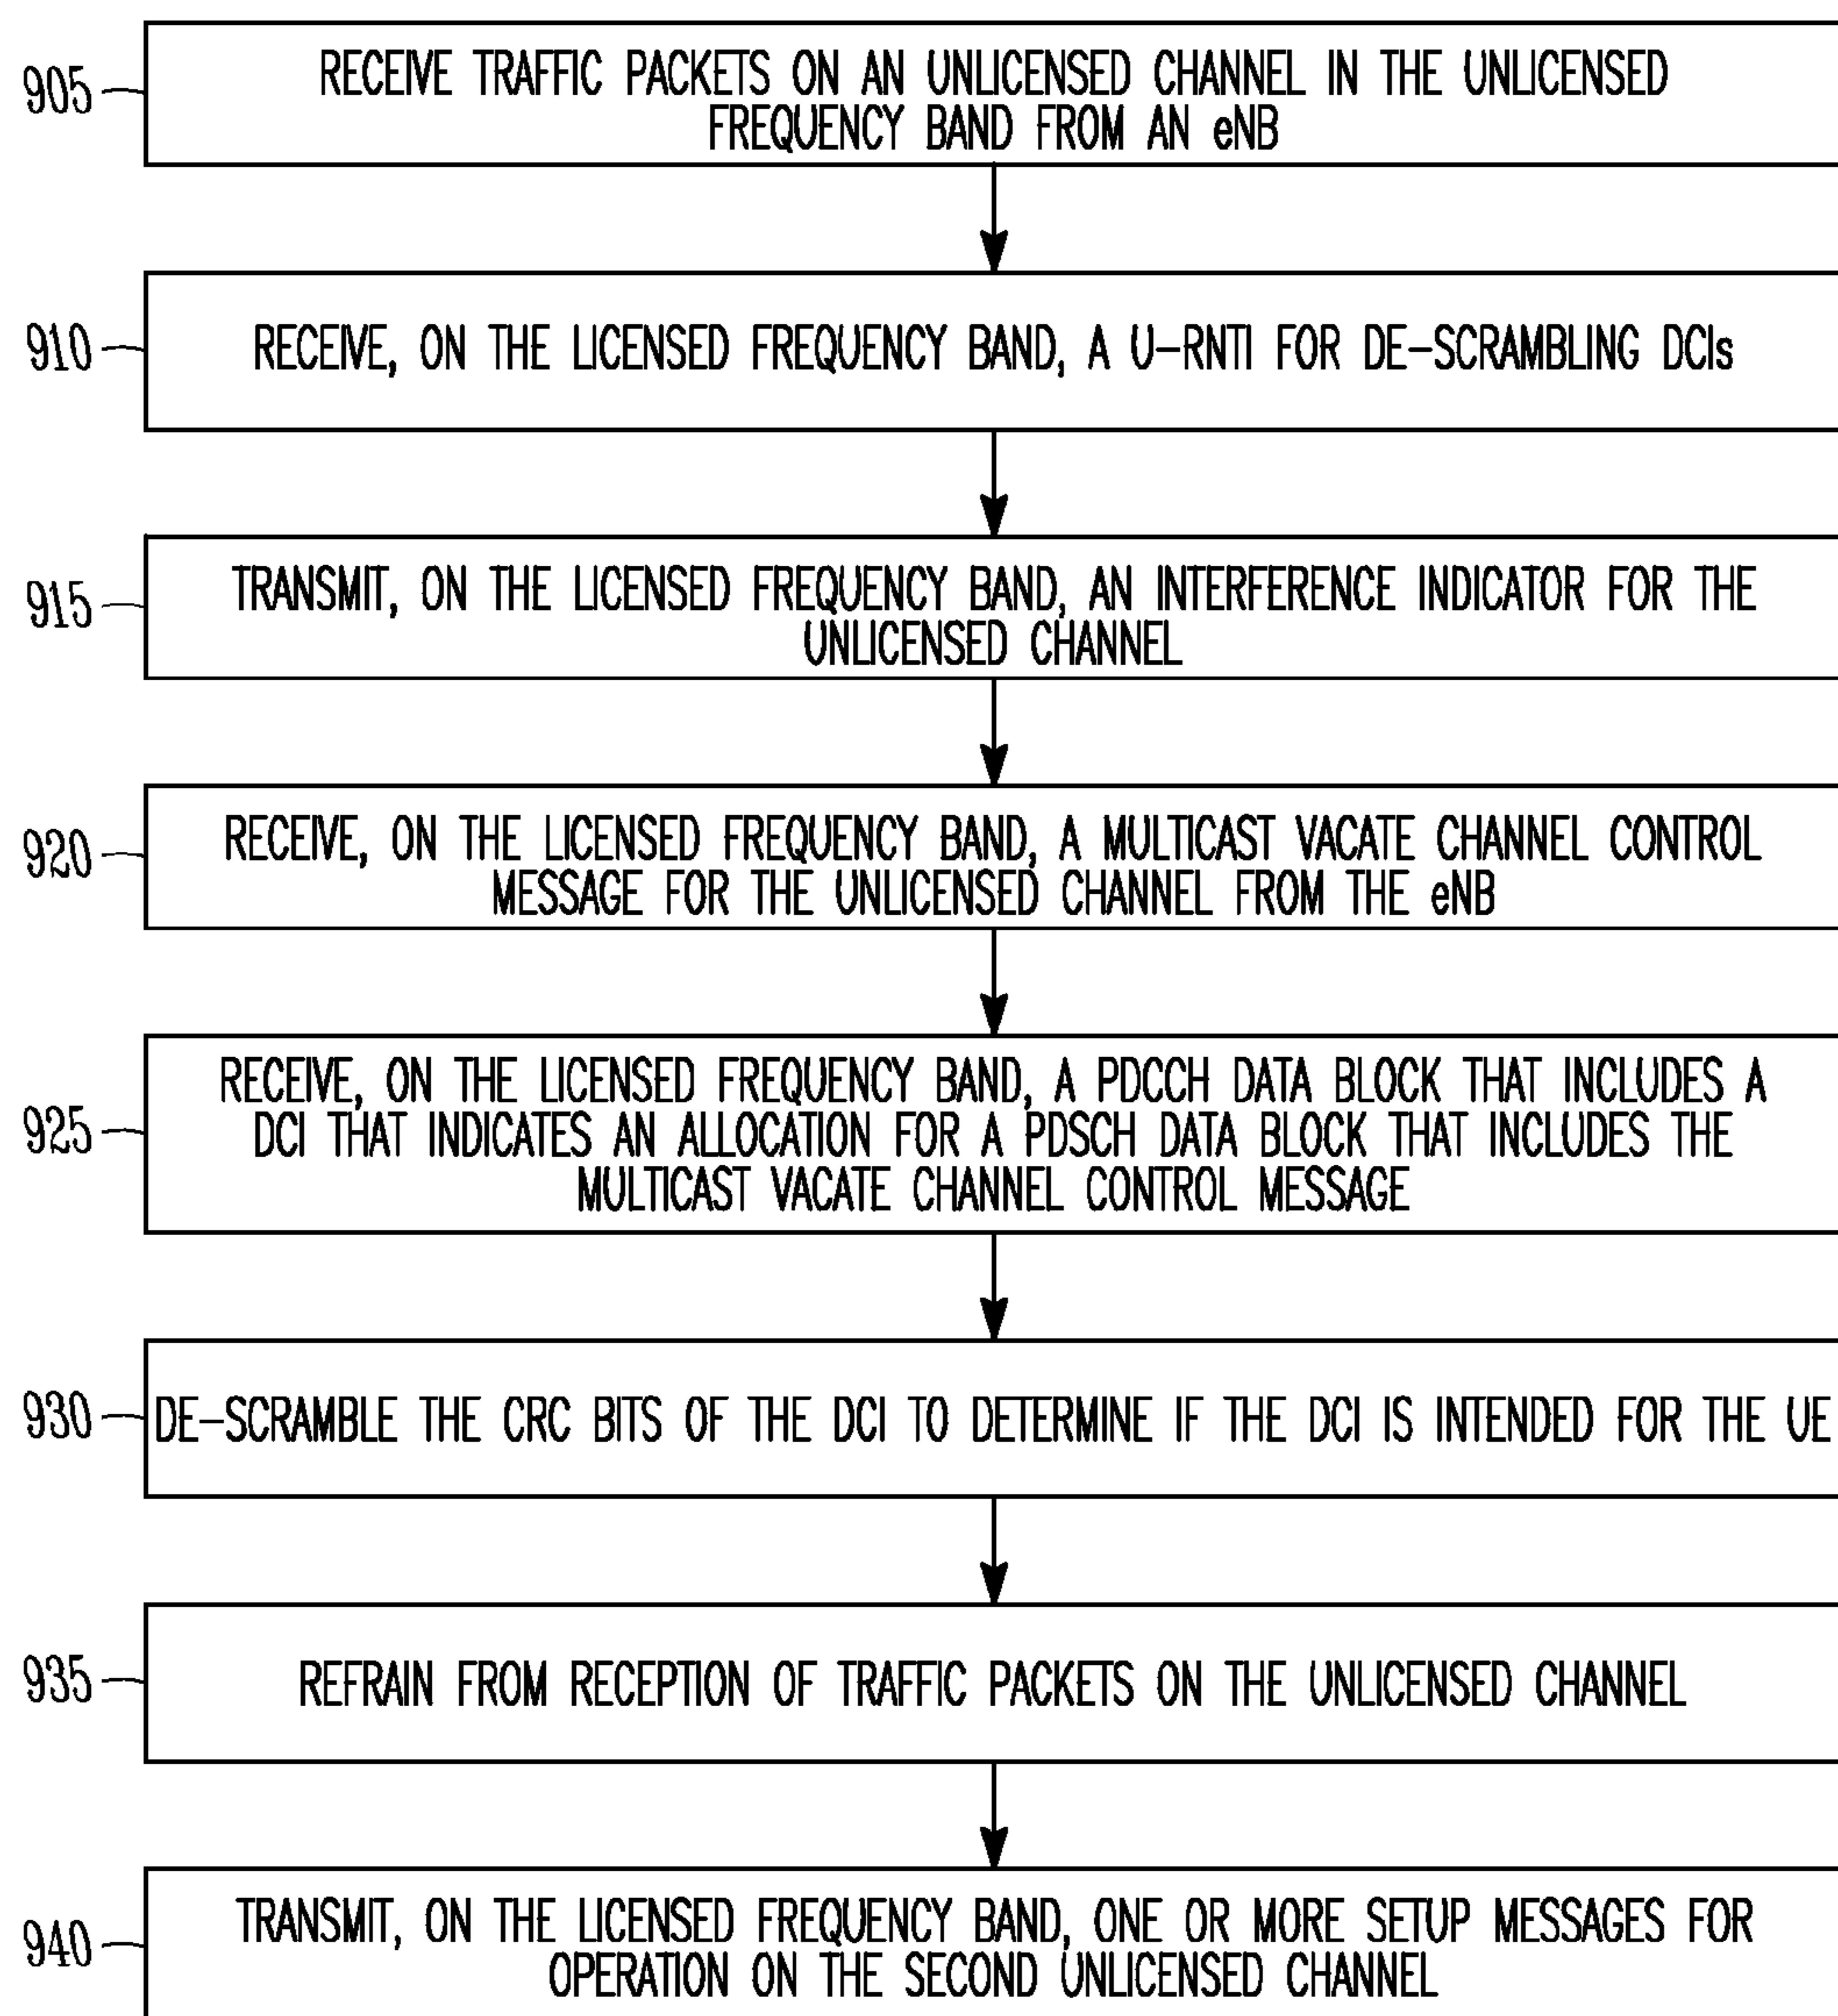 905
RECEIVE TRAFFIC PACKETS ON AN UNLICENSED CHANNEL IN THE UNLICENSED
FREQUENCY BAND FROM AN eNB
910
RECEIVE, ON THE LICENSED FREQUENCY BAND, A U-RNTI FOR DE-SCRAMBLING DCIs
915
TRANSMIT, ON THE LICENSED FREQUENCY BAND, AN INTERFERENCE INDICATOR FOR THE
UNLICENSED CHANNEL
920
RECEIVE, ON THE LICENSED FREQUENCY BAND, A MULTICAST VACATE CHANNEL CONTROL
MESSAGE FOR THE UNLICENSED CHANNEL FROM THE eNB
925
RECEIVE, ON THE LICENSED FREQUENCY BAND, A PDCCH DATA BLOCK THAT INCLUDES A
DCI THAT INDICATES AN ALLOCATION FOR A PDSCH DATA BLOCK THAT INCLUDES THE
MULTICAST VACATE CHANNEL CONTROL MESSAGE
930
DE-SCRAMBLE THE CRC BITS OF THE DCI TO DETERMINE IF THE DCI IS INTENDED FOR THE UE
935
REFRAIN FROM RECEPTION OF TRAFFIC PACKETS ON THE UNLICENSED CHANNEL
940
TRANSMIT, ON THE LICENSED FREQUENCY BAND, ONE OR MORE SETUP MESSAGES FOR
OPERATION ON THE SECOND UNLICENSED CHANNEL